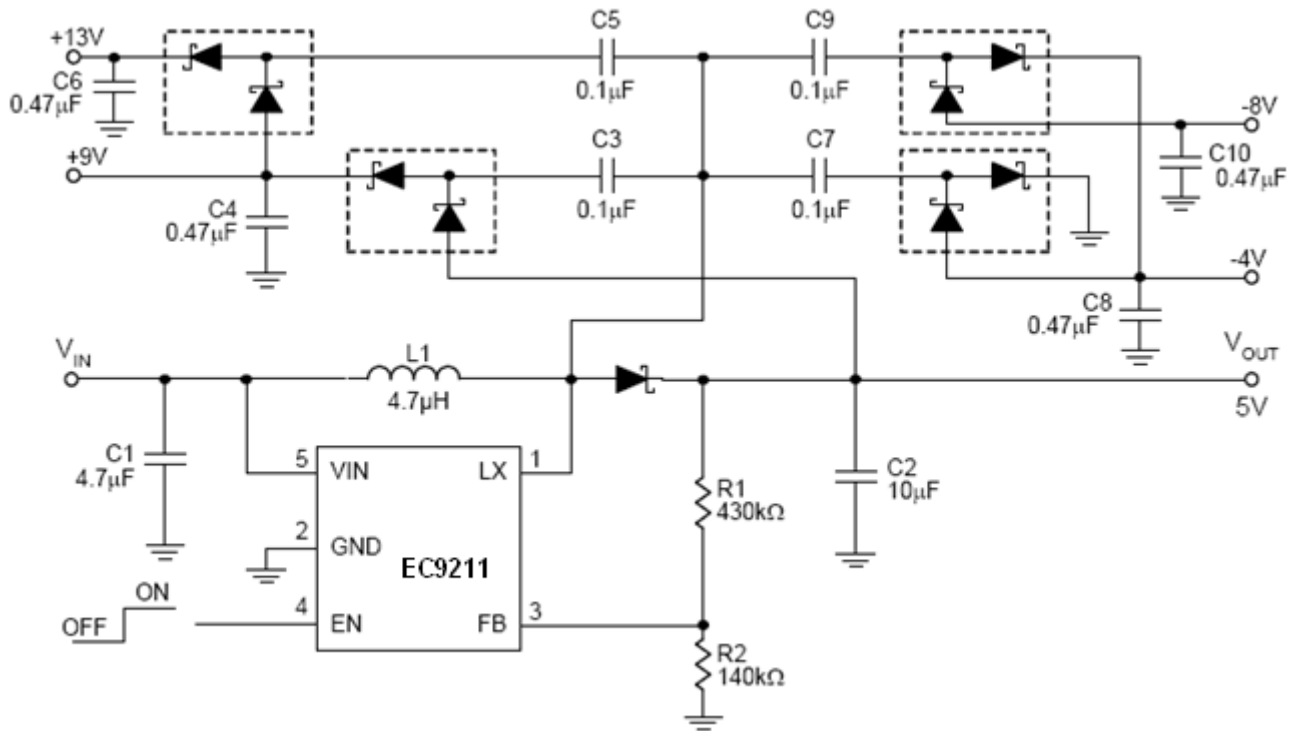 C5
C9
+13V
C6
0.47µF
0.1µF
0.1µF
-8V
+9V
C3
C7
C10
0.47µF
C4
0.47µF
0.1µF
0.1µF
-4V
C8
0.47µF
VIN
L1
VOUT
4.7µH
5V
C1
4.7µF
5
VIN
LX
1
R1
430kΩ
C2
10µF
2
GND
EC9211
ON
OFF
4
EN
FB
3
R2
140kΩ